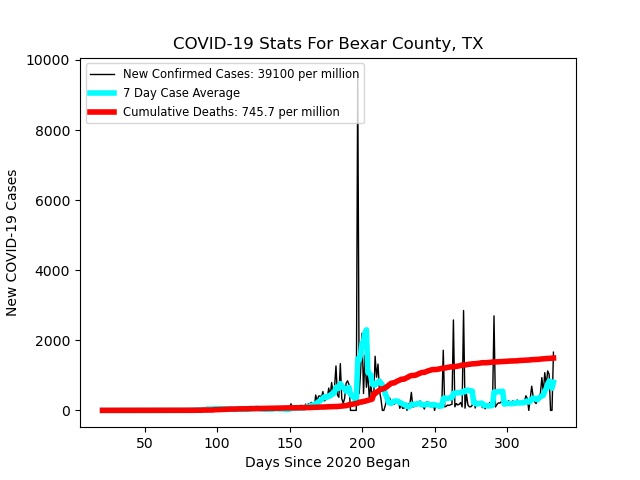 COVID-19 Stats For Bexar County, TX
New Confirmed Cases: 39100 per million
7 Day Case Average
Cumulative Deaths: 745.7 per million
10000
8000
6000
4000
2000
0
New COVID-19 Cases
50 100 150 200 250 300
Days Since 2020 Began